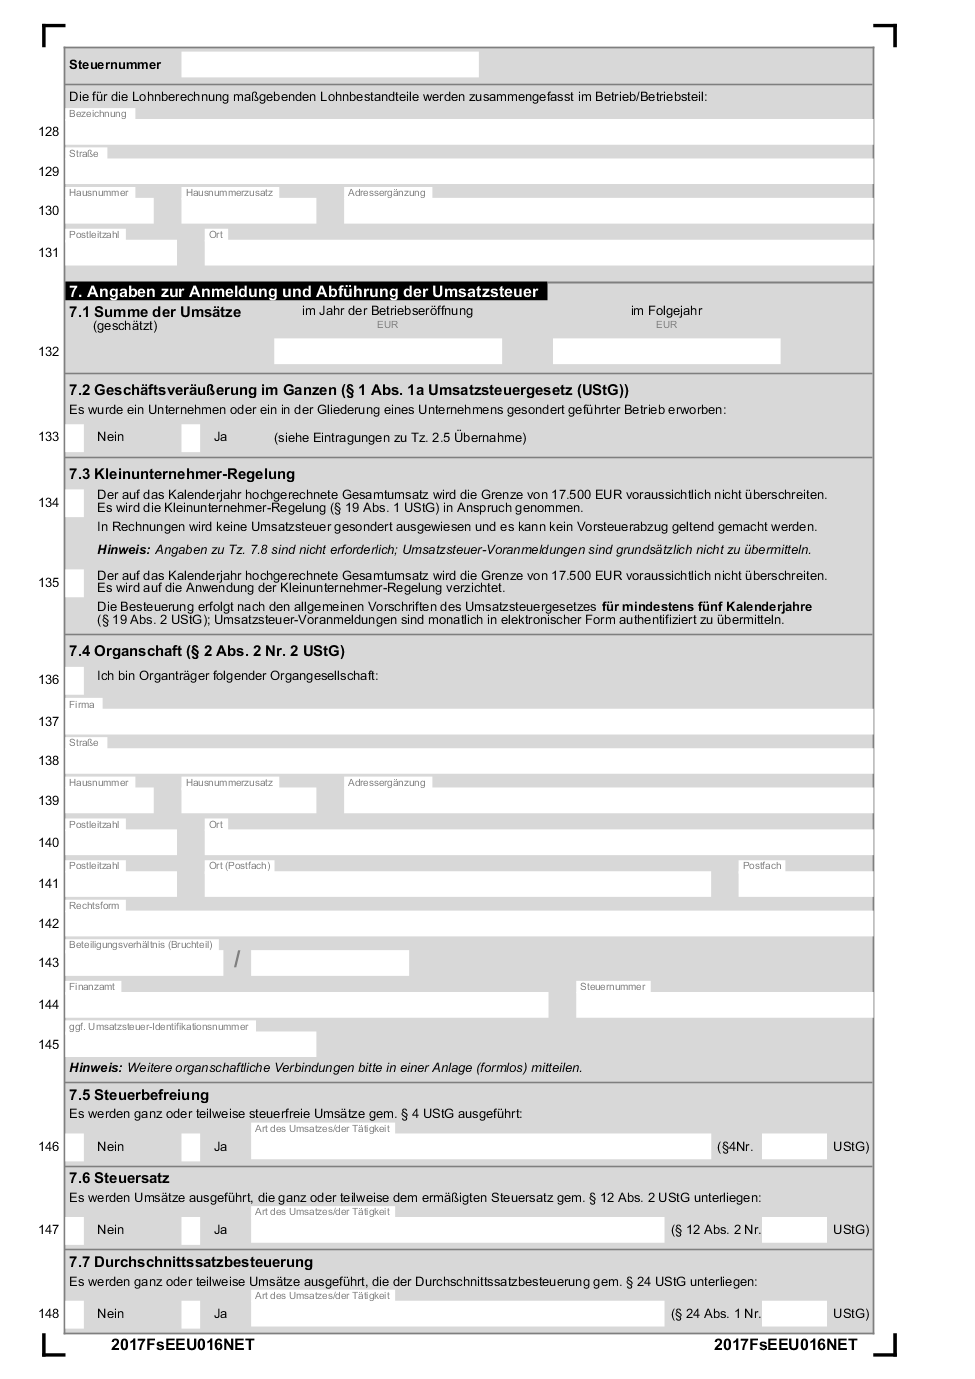 Steuernummer
Die für die Lohnberechnung maßgebenden Lohnbestandteile werden zusammengefasst im Betrieb/Betriebsteil:
Bezeichnung
128
Straße
129
Hausnummer Hausnummerzusatz Adressergänzung
130
Postleitzahl Ort
131
7. Angaben zur Anmeldung und Abführung der Umsatzsteuer
7.1 Summe der Umsätze im Jahr der Betriebseröffnung im Folgejahr
(geschätzt) EUR EUR
132
7.2 Geschäftsveräußerung im Ganzen (§ 1 Abs. 1a Umsatzsteuergesetz (UStG))
Es wurde ein Unternehmen oder ein in der Gliederung eines Unternehmens gesondert geführter Betrieb erworben:
133 Nein Ja (siehe Eintragungen zu Tz. 2.5 Übernahme)
7.3 Kleinunternehmer-Regelung
134 Der auf das Kalenderjahr hochgerechnete Gesamtumsatz wird die Grenze von 17.500 EUR voraussichtlich nicht überschreiten.
Es wird die Kleinunternehmer-Regelung (§ 19 Abs. 1 UStG) in Anspruch genommen.
In Rechnungen wird keine Umsatzsteuer gesondert ausgewiesen und es kann kein Vorsteuerabzug geltend gemacht werden.
Hinweis: Angaben zu Tz. 7.8 sind nicht erforderlich; Umsatzsteuer-Voranmeldungen sind grundsätzlich nicht zu übermitteln.
135 Der auf das Kalenderjahr hochgerechnete Gesamtumsatz wird die Grenze von 17.500 EUR voraussichtlich nicht überschreiten.
Es wird auf die Anwendung der Kleinunternehmer-Regelung verzichtet.
Die Besteuerung erfolgt nach den allgemeinen Vorschriften des Umsatzsteuergesetzes für mindestens fünf Kalenderjahre
(§ 19 Abs. 2 UStG); Umsatzsteuer-Voranmeldungen sind monatlich in elektronischer Form authentifiziert zu übermitteln.
7.4 Organschaft (§ 2 Abs. 2 Nr. 2 UStG)
136 Ich bin Organträger folgender Organgesellschaft:
Firma
137
Straße
138
Hausnummer Hausnummerzusatz Adressergänzung
139
Postleitzahl Ort
140
Postleitzahl Ort (Postfach) Postfach
141
Rechtsform
142
Beteiligungsverhältnis (Bruchteil)
143 /
Finanzamt Steuernummer
144
ggf. Umsatzsteuer-Identifikationsnummer
145
Hinweis: Weitere organschaftliche Verbindungen bitte in einer Anlage (formlos) mitteilen.
7.5 Steuerbefreiung
Es werden ganz oder teilweise steuerfreie Umsätze gem. § 4 UStG ausgeführt:
Art des Umsatzes/der Tätigkeit
146 Nein Ja (§4Nr. UStG)
7.6 Steuersatz
Es werden Umsätze ausgeführt, die ganz oder teilweise dem ermäßigten Steuersatz gem. § 12 Abs. 2 UStG unterliegen:
Art des Umsatzes/der Tätigkeit
147 Nein Ja (§ 12 Abs. 2 Nr. UStG)
7.7 Durchschnittssatzbesteuerung
Es werden ganz oder teilweise Umsätze ausgeführt, die der Durchschnittssatzbesteuerung gem. § 24 UStG unterliegen:
Art des Umsatzes/der Tätigkeit
148 Nein Ja (§ 24 Abs. 1 Nr. UStG)
2017FsEEU016NET 2017FsEEU016NET